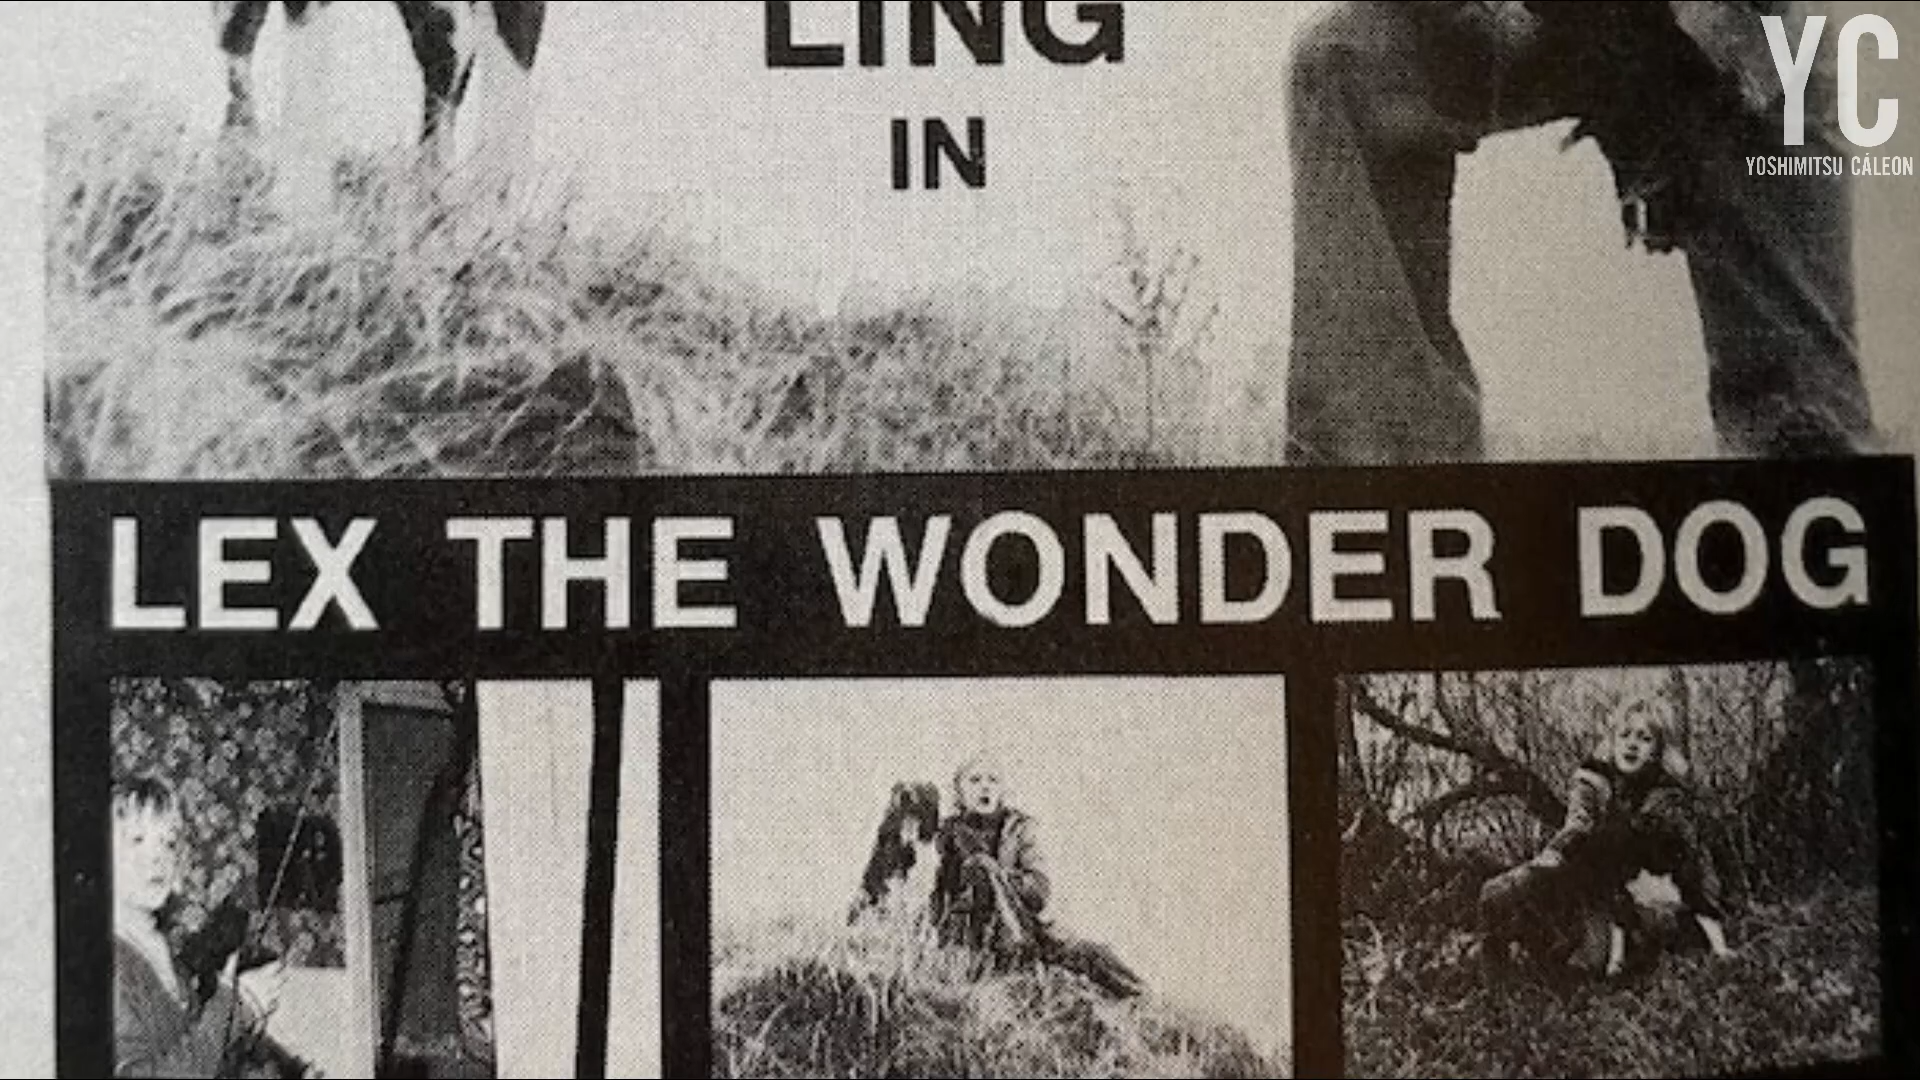 LING
IN
LEX THE WONDER DOG
YC
YOSHIMITSU CÁLEON